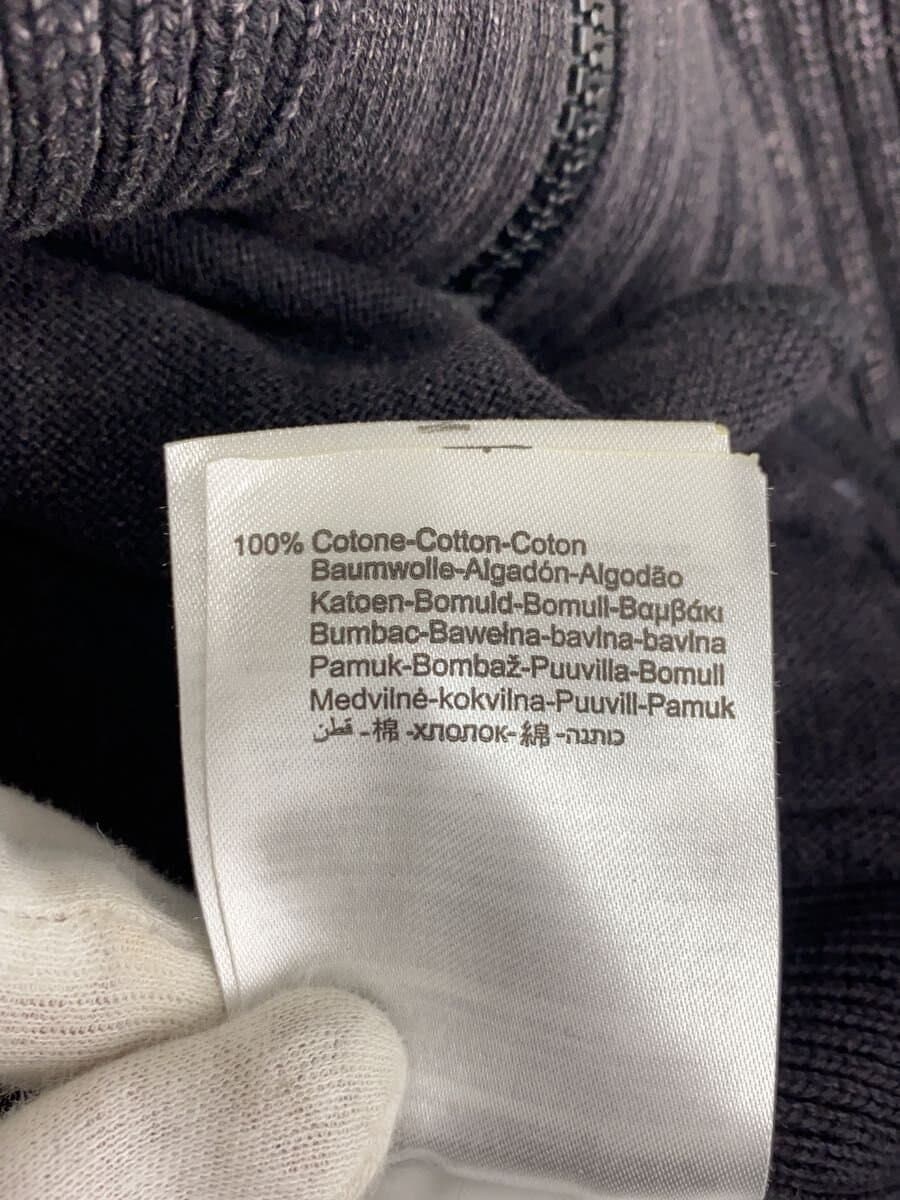 100% Cotone-Cotton-Coton
Baumwolle-Algadón-Algodão
Katoen-Bomuld-Bomull-Βαμβάκι
Bumbac-Bawełna-bavlna-bavlna
Pamuk-Bombaž-Puuvilla-Bomull
Medvilnė-kokvilna-Puuvill-Pamuk
قطن -棉-хлопок-綿-כותנה